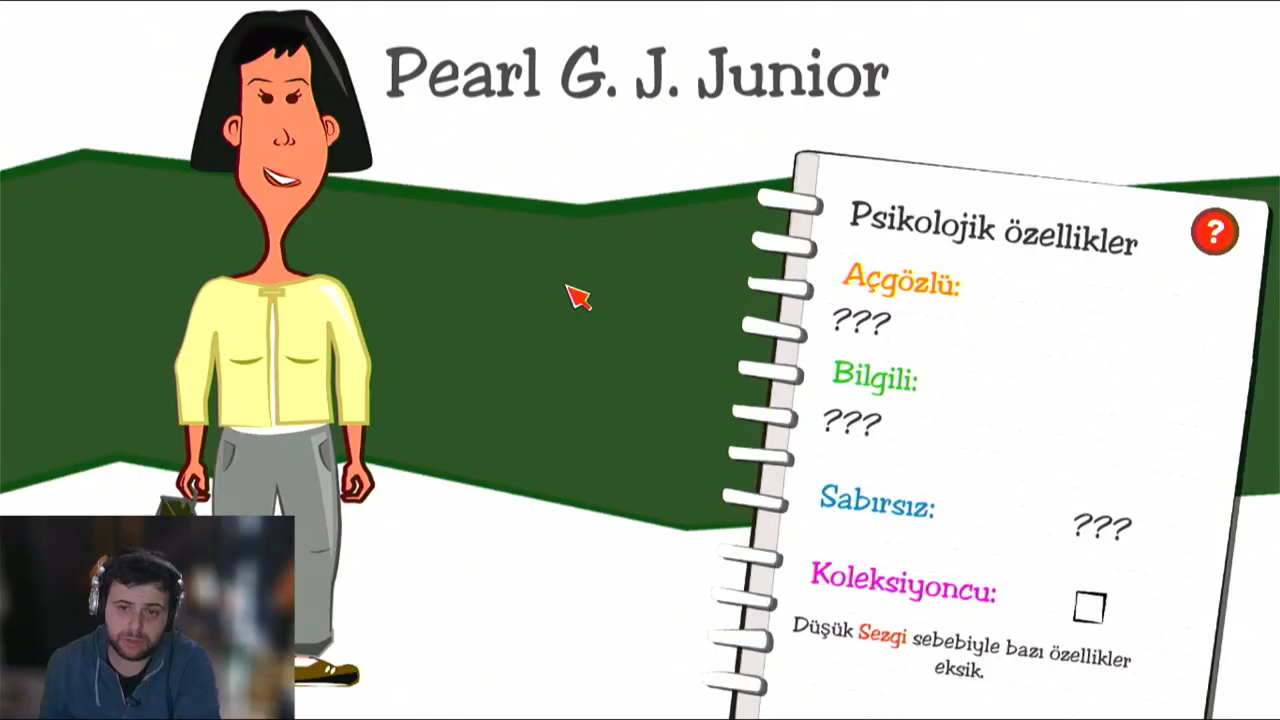 Pearl G. J. Junior
Psikolojik özellikler
?
Açgözlü:
???
Bilgili:
???
Sabırsız:
???
Koleksiyoncu:
Düşük Sezgi sebebiyle bazı özellikler
eksik.